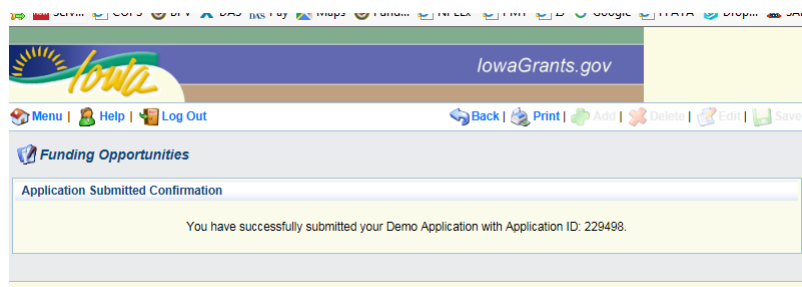 Iowa
IowaGrants.gov
Menu | Help | Log Out
Back | Print | Add | Delete | Edit | Save
Funding Opportunities
Application Submitted Confirmation
You have successfully submitted your Demo Application with Application ID: 229498.